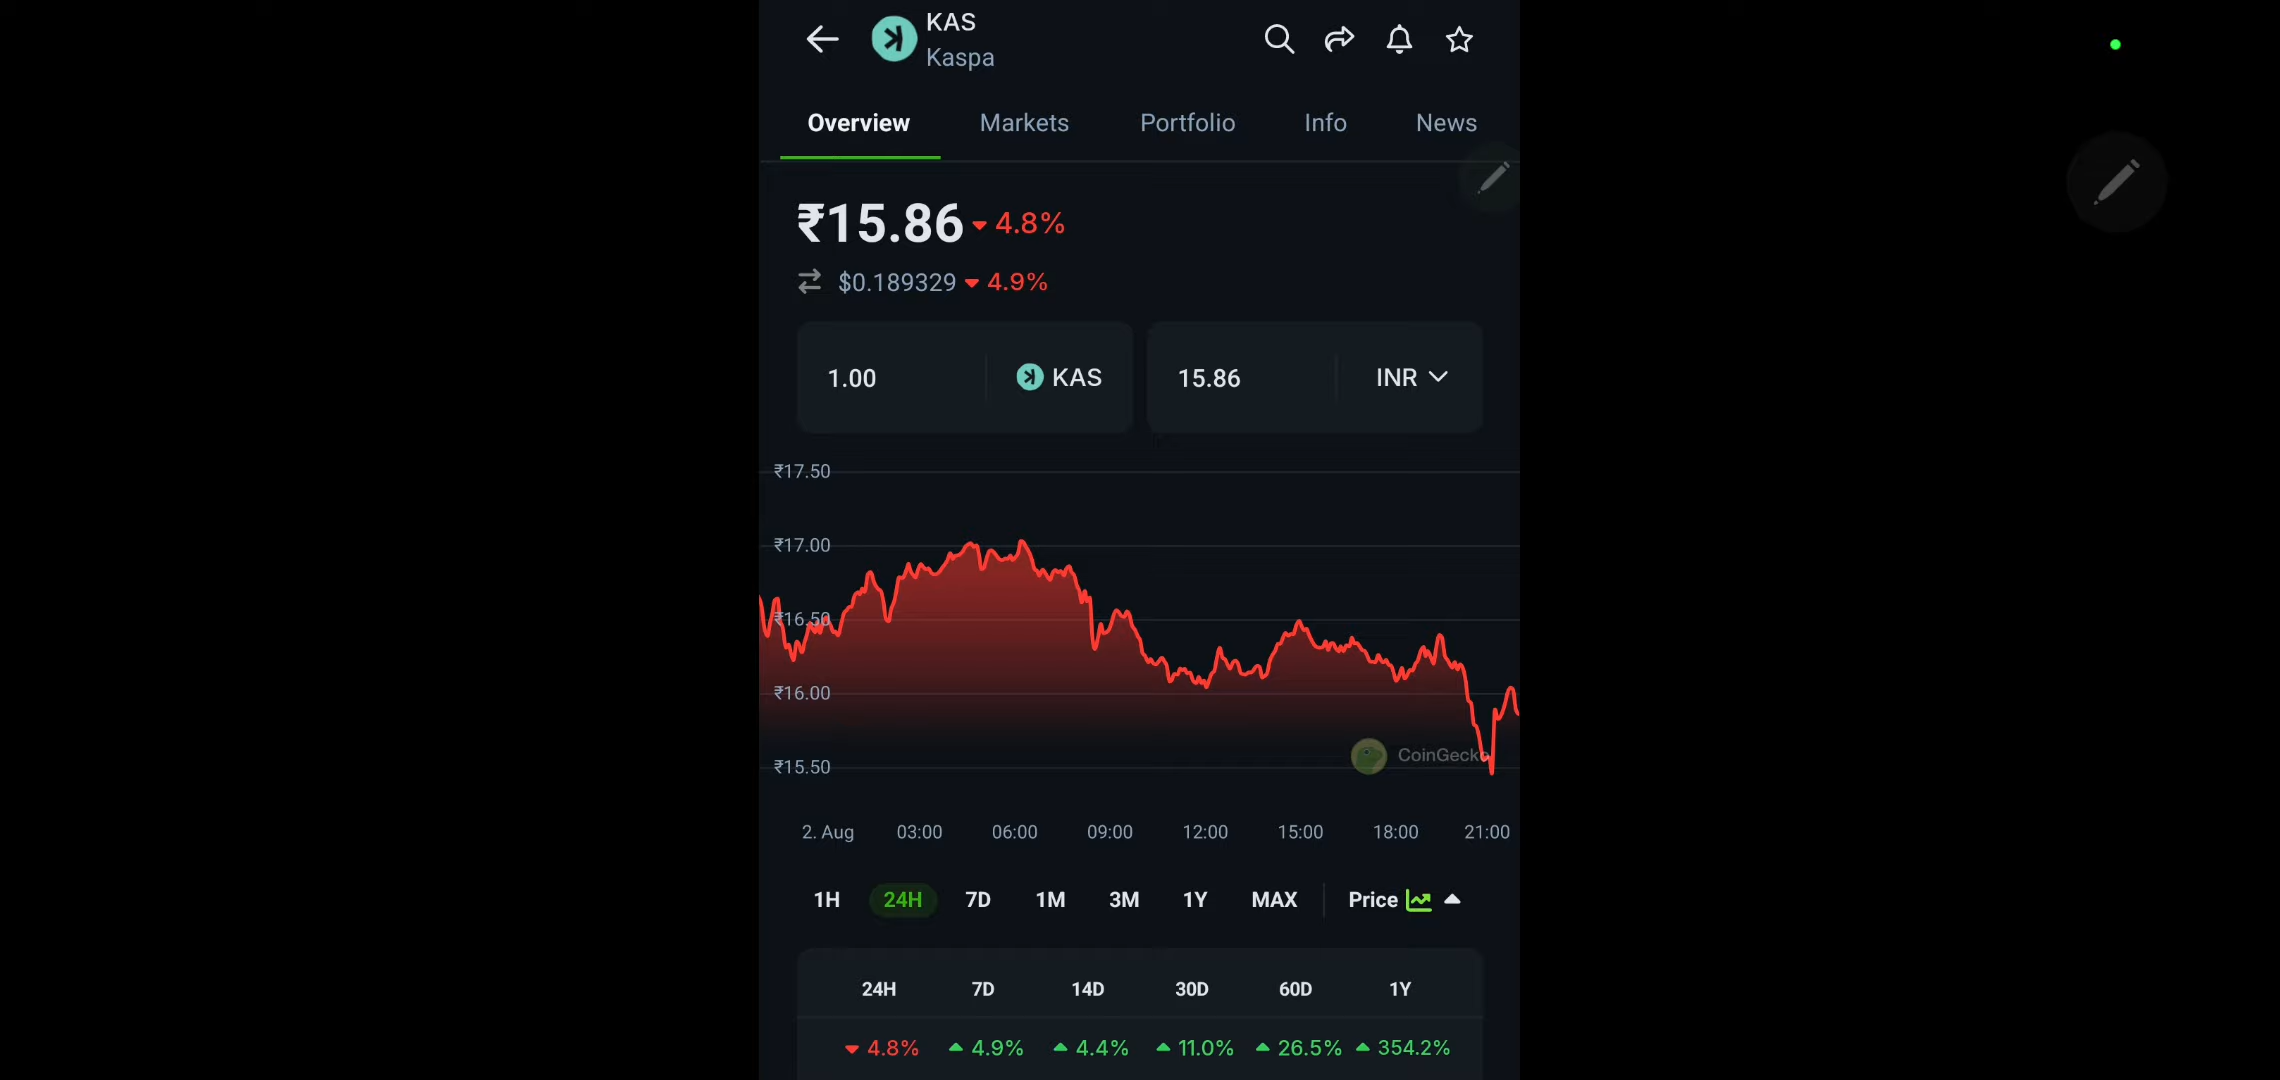 KAS
Kaspa
Overview Markets Portfolio Info News
₹15.86 4.8%
$0.189329 4.9%
1.00 KAS 15.86 INR
₹17.50
₹17.00
₹16.50
₹16.00
CoinGecko
₹15.50
2. Aug 03:00 06:00 09:00 12:00 15:00 18:00 21:00
1H 24H 7D 1M 3M 1Y MAX Price
24H 7D 14D 30D 60D 1Y
4.8% 4.9% 4.4% 11.0% 26.5% 354.2%